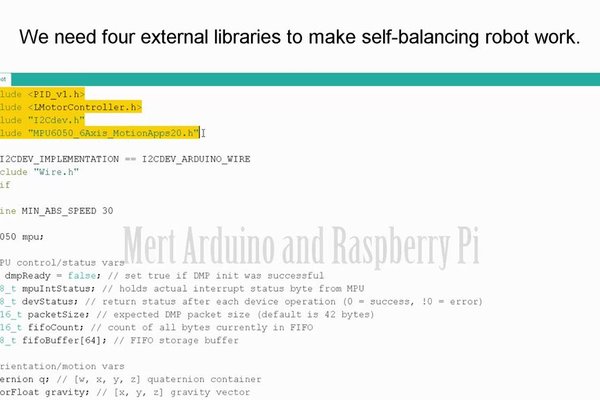 We need four external libraries to make self-balancing robot work.
lude <PID_v1.h>
lude <LMotorController.h>
lude "I2Cdev.h"
lude "MPU6050_6Axis_MotionApps20.h"
I2CDEV_IMPLEMENTATION == I2CDEV_ARDUINO_WIRE
clude "Wire.h"
if
ine MIN_ABS_SPEED 30
050 mpu;
Mert Arduino and Raspberry Pi
PU control/status vars
dmpReady = false; // set true if DMP init was successful
8_t mpuIntStatus; // holds actual interrupt status byte from MPU
8_t devStatus; // return status after each device operation (0 = success, !0 = error)
16_t packetSize; // expected DMP packet size (default is 42 bytes)
16_t fifoCount; // count of all bytes currently in FIFO
8_t fifoBuffer[64]; // FIFO storage buffer
rientation/motion vars
ernion q; // [w, x, y, z] quaternion container
orFloat gravity; // [x, y, z] gravity vector